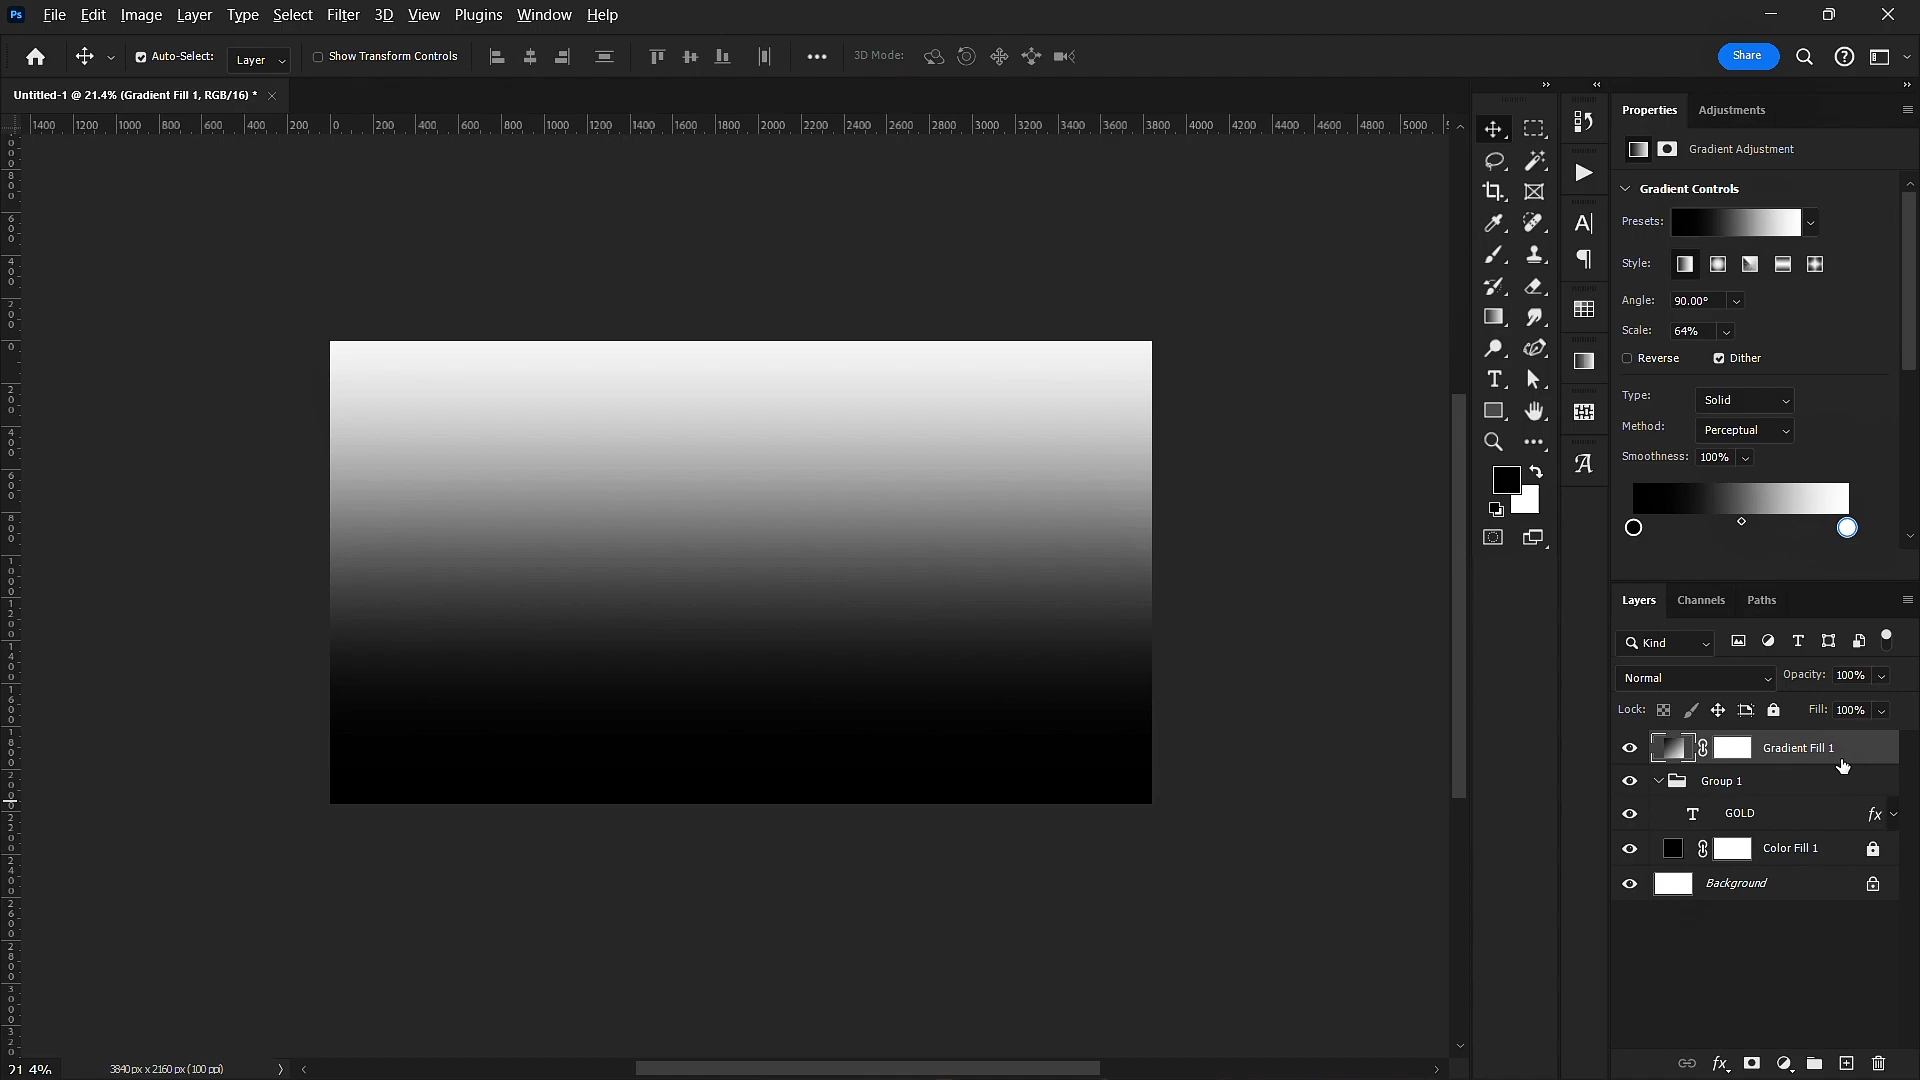 Ps File Edit Image Layer Type Select Filter 3D View Plugins Window Help
Auto-Select: Layer Show Transform Controls 3D Mode: Share
Untitled-1 @ 21.4% (Gradient Fill 1, RGB/16) *
1400 1200 1000 800 600 400 200 0 200 400 600 800 1000 1200 1400 1600 1800 2000 2200 2400 2600 2800 3000 3200 3400 3600 3800 4000 4200 4400 4600 4800 5000
Properties Adjustments
Gradient Adjustment
Gradient Controls
Presets:
Style:
Angle: 90.00°
Scale: 64%
Reverse Dither
Type: Solid
Method: Perceptual
Smoothness: 100%
Layers Channels Paths
Kind
Normal Opacity: 100%
Lock: Fill: 100%
Gradient Fill 1
Group 1
GOLD fx
Color Fill 1
Background
21.4% 3840 px x 2160 px (100 ppi)
fx